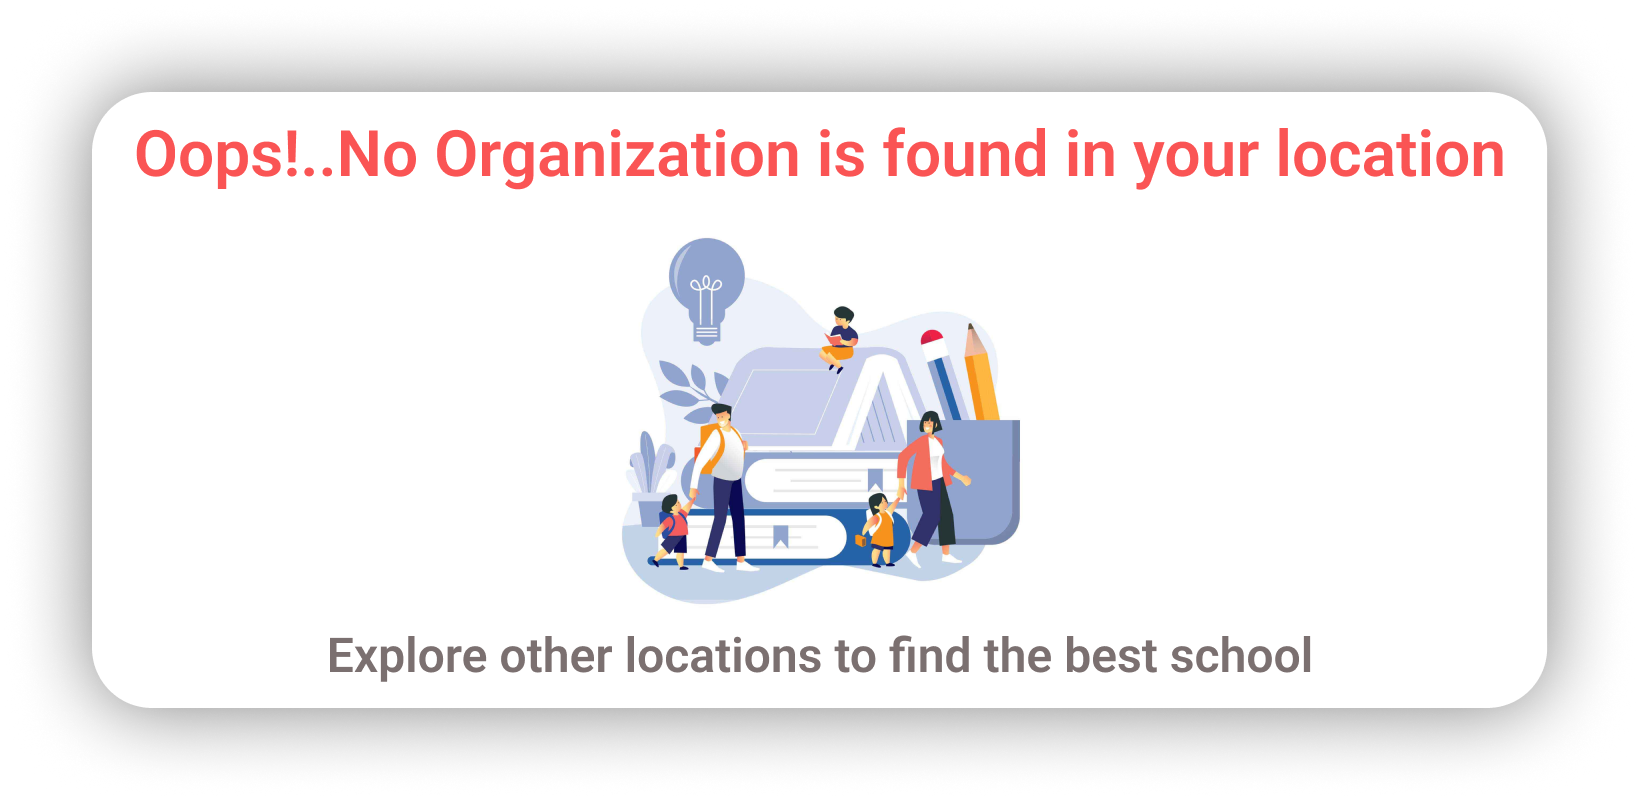 Oops!..No Organization is found in your location
Explore other locations to find the best school